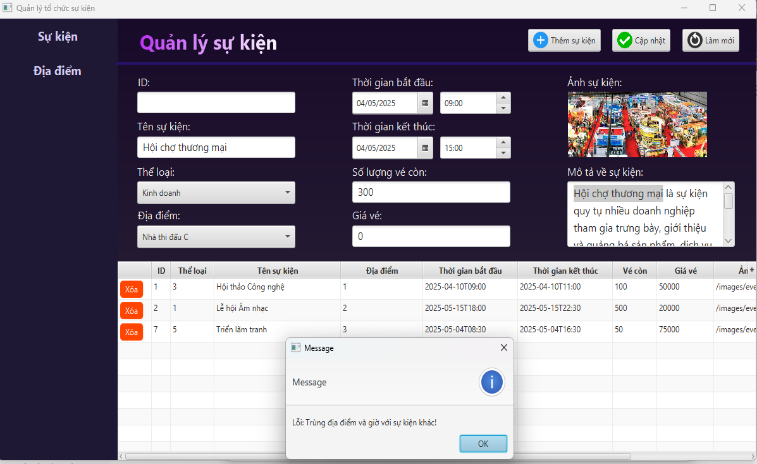 Quản lý tổ chức sự kiện
Sự kiện
Địa điểm
Quản lý sự kiện
Thêm sự kiện
Cập nhật
Làm mới
ID:
Tên sự kiện:
Hội chợ thương mại
Thể loại:
Kinh doanh
Địa điểm:
Nhà thi đấu C
Thời gian bắt đầu:
04/05/2025 09:00
Thời gian kết thúc:
04/05/2025 15:00
Số lượng vé còn:
300
Giá vé:
0
Ảnh sự kiện:
Mô tả về sự kiện:
Hội chợ thương mại là sự kiện
quy tụ nhiều doanh nghiệp
tham gia trưng bày, giới thiệu
và quảng bá sản phẩm, dịch vụ
ID Thể loại Tên sự kiện Địa điểm Thời gian bắt đầu Thời gian kết thúc Vé còn Giá vé Ản
Xóa 1 3 Hội thảo Công nghệ 1 2025-04-10T09:00 2025-04-10T11:00 100 50000 /images/eve
Xóa 2 1 Lễ hội Âm nhạc 2 2025-05-15T18:00 2025-05-15T22:30 500 20000 /images/eve
Xóa 7 5 Triển lãm tranh 3 2025-05-04T08:30 2025-05-04T16:30 50 75000 /images/eve
Message
Message
Lỗi: Trùng địa điểm và giờ với sự kiện khác!
OK